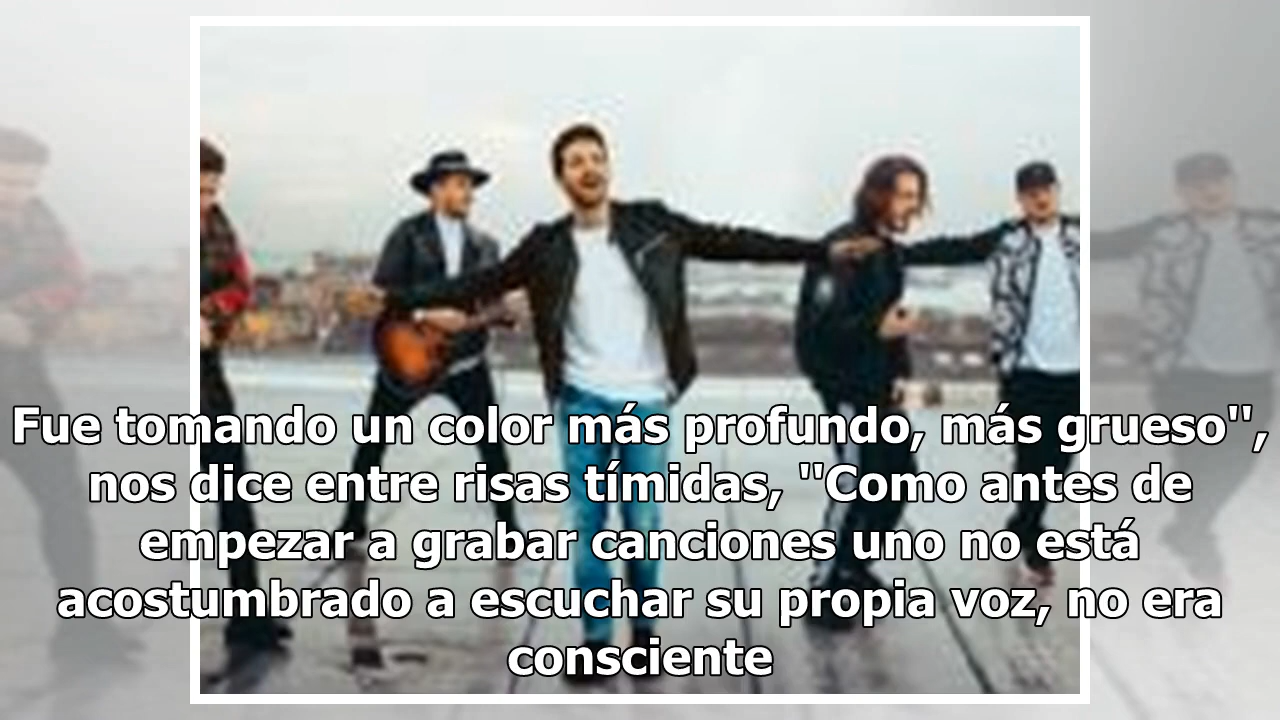 Fue tomando un color más profundo, más grueso'',
nos dice entre risas tímidas, ''Como antes de
empezar a grabar canciones uno no está
acostumbrado a escuchar su propia voz, no era
consciente